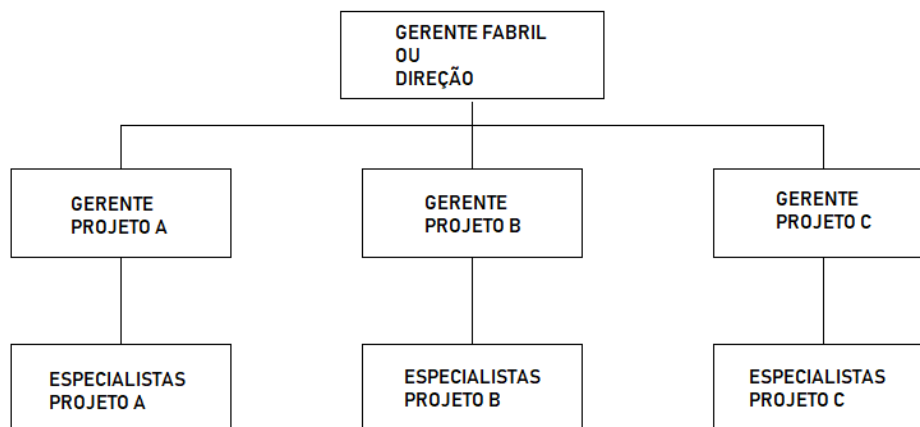 GERENTE FABRIL
OU
DIREÇÃO
GERENTE
PROJETO A
GERENTE
PROJETO B
GERENTE
PROJETO C
ESPECIALISTAS
PROJETO A
ESPECIALISTAS
PROJETO B
ESPECIALISTAS
PROJETO C